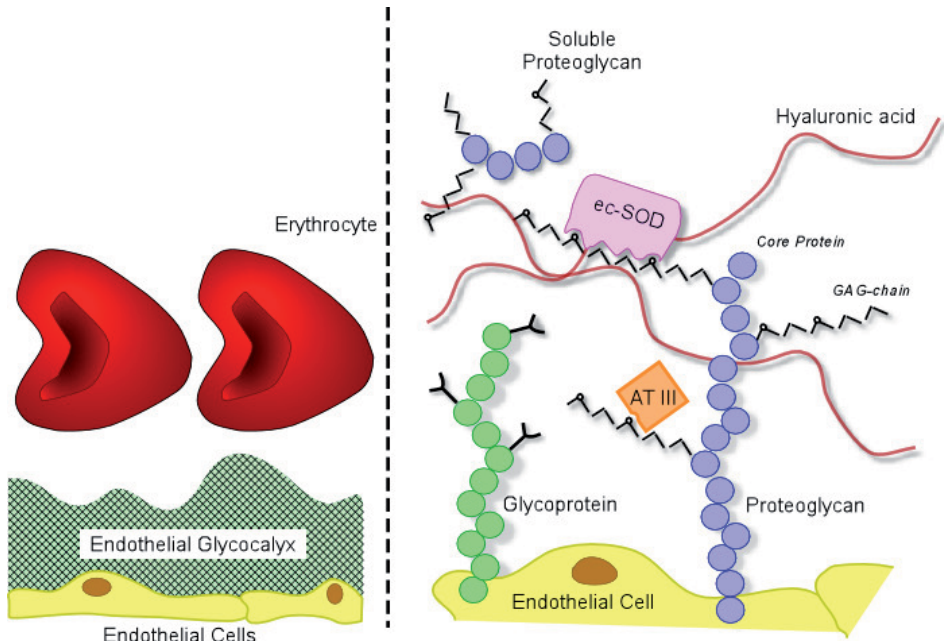 Soluble
Proteoglycan
Hyaluronic acid
Erythrocyte
ec-SOD
Core Protein
GAG-chain
AT III
Glycoprotein
Proteoglycan
Endothelial Glycocalyx
Endothelial Cell
Endothelial Cells